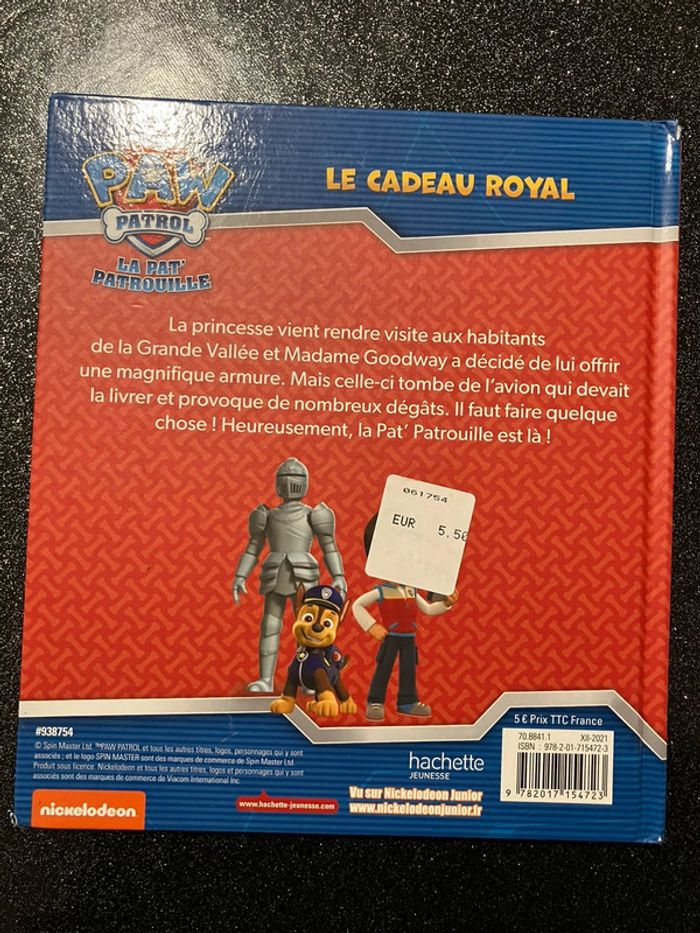 PAW
PATROL
LA PAT'
PATROUILLE
LE CADEAU ROYAL
La princesse vient rendre visite aux habitants
de la Grande Vallée et Madame Goodway a décidé de lui offrir
une magnifique armure. Mais celle-ci tombe de l'avion qui devait
la livrer et provoque de nombreux dégâts. Il faut faire quelque
chose ! Heureusement, la Pat' Patrouille est là !
061754
EUR 5.50
#938754
© Spin Master Ltd. ™PAW PATROL et tous les autres titres, logos, personnages qui y sont
associés ; et le logo SPIN MASTER sont des marques de commerce de Spin Master Ltd.
Produit sous licence. Nickelodeon et tous les autres titres, logos, personnages qui y sont
associés sont des marques de commerce de Viacom International Inc.
nickelodeon
www.hachette-jeunesse.com
hachette
JEUNESSE
Vu sur Nickelodeon Junior
www.nickelodeonjunior.fr
5 € Prix TTC France
70.8841.1 XII-2021
ISBN : 978-2-01-715472-3
9 782017 154723